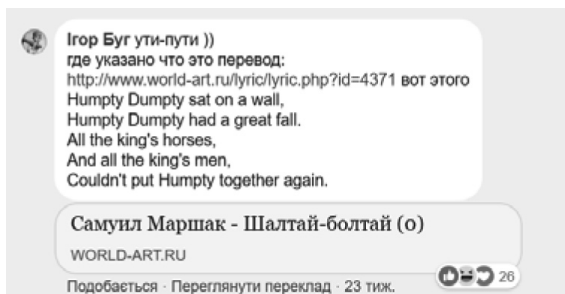 Ігор Буг ути-пути ))
где указано что это перевод:
http://www.world-art.ru/lyric/lyric.php?id=4371 вот этого
Humpty Dumpty sat on a wall,
Humpty Dumpty had a great fall.
All the king's horses,
And all the king's men,
Couldn't put Humpty together again.
Самуил Маршак - Шалтай-болтай (0)
WORLD-ART.RU
26
Подобається · Переглянути переклад · 23 тиж.